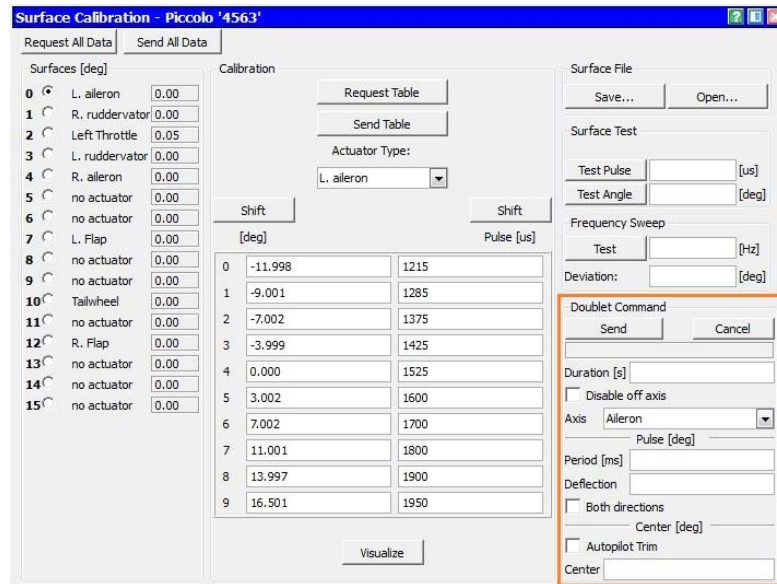 Surface Calibration - Piccolo '4563'
Request All Data Send All Data
Surfaces [deg]
0 L. aileron 0.00
1 R. ruddervator 0.00
2 Left Throttle 0.05
3 L. ruddervator 0.00
4 R. aileron 0.00
5 no actuator 0.00
6 no actuator 0.00
7 L. Flap 0.00
8 no actuator 0.00
9 no actuator 0.00
10 Tailwheel 0.00
11 no actuator 0.00
12 R. Flap 0.00
13 no actuator 0.00
14 no actuator 0.00
15 no actuator 0.00
Calibration
Request Table
Send Table
Actuator Type:
L. aileron
Shift Shift
[deg] Pulse [us]
0 -11.998 1215
1 -9.001 1285
2 -7.002 1375
3 -3.999 1425
4 0.000 1525
5 3.002 1600
6 7.002 1700
7 11.001 1800
8 13.997 1900
9 16.501 1950
Visualize
Surface File
Save... Open...
Surface Test
Test Pulse [us]
Test Angle [deg]
Frequency Sweep
Test [Hz]
Deviation: [deg]
Doublet Command
Send Cancel
Duration [s]
Disable off axis
Axis Aileron
Pulse [deg]
Period [ms]
Deflection
Both directions
Center [deg]
Autopilot Trim
Center